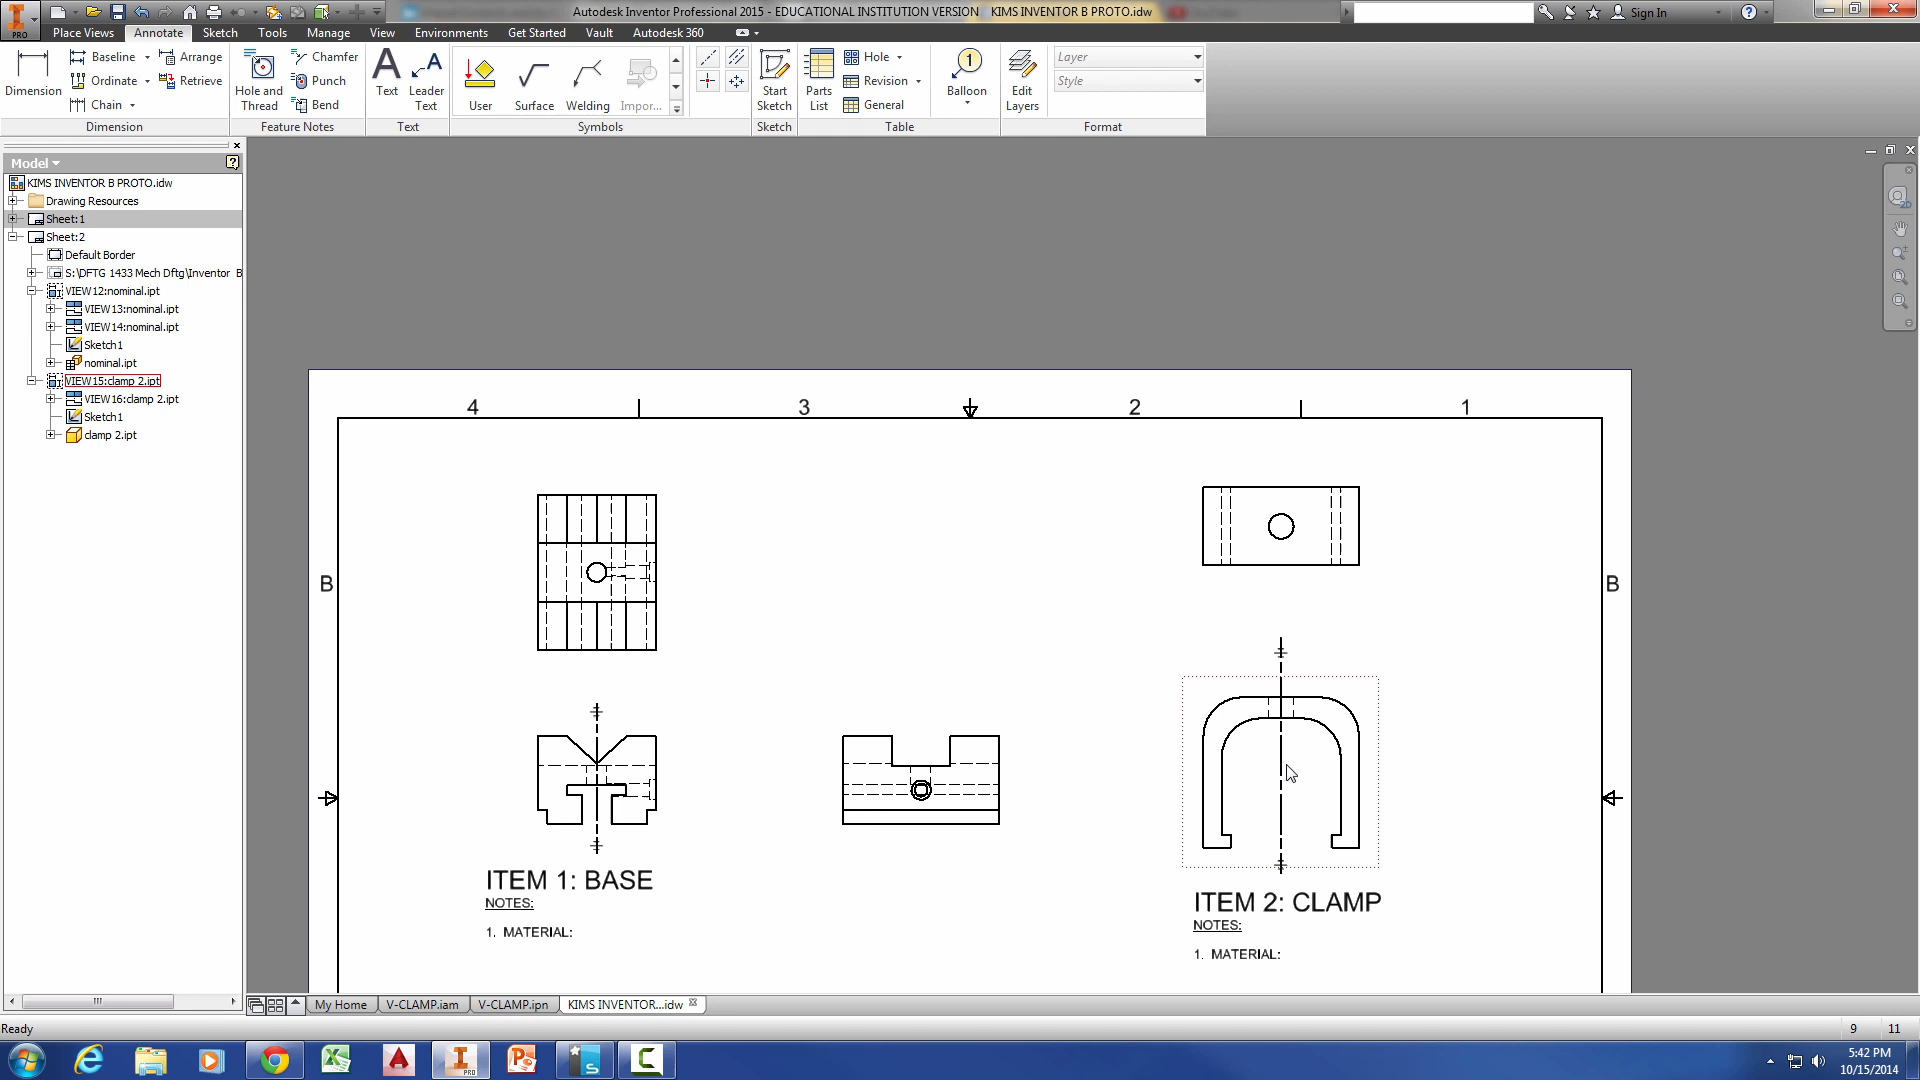 Autodesk Inventor Professional 2015 - EDUCATIONAL INSTITUTION VERSION KIMS INVENTOR B PROTO.idw
Sign In
PRO
Place Views Annotate Sketch Tools Manage View Environments Get Started Vault Autodesk 360
Dimension
Baseline
Ordinate
Chain
Arrange
Retrieve
Hole and Thread
Chamfer
Punch
Bend
Text
Leader Text
User
Surface
Welding
Impor...
Start Sketch
Parts List
Hole
Revision
General
1
Balloon
Edit Layers
Layer
Style
Dimension
Feature Notes
Text
Symbols
Sketch
Table
Format
Model
KIMS INVENTOR B PROTO.idw
Drawing Resources
Sheet:1
Sheet:2
Default Border
S:\DFTG 1433 Mech Dftg\Inventor B
VIEW12:nominal.ipt
VIEW13:nominal.ipt
VIEW14:nominal.ipt
Sketch1
nominal.ipt
VIEW15:clamp 2.ipt
VIEW16:clamp 2.ipt
Sketch1
clamp 2.ipt
2D
4 3 2 1
B B
ITEM 1: BASE
NOTES:
1. MATERIAL:
ITEM 2: CLAMP
NOTES:
1. MATERIAL:
My Home V-CLAMP.iam V-CLAMP.ipn KIMS INVENTOR...idw
Ready
9 11
PRO
5:42 PM
10/15/2014